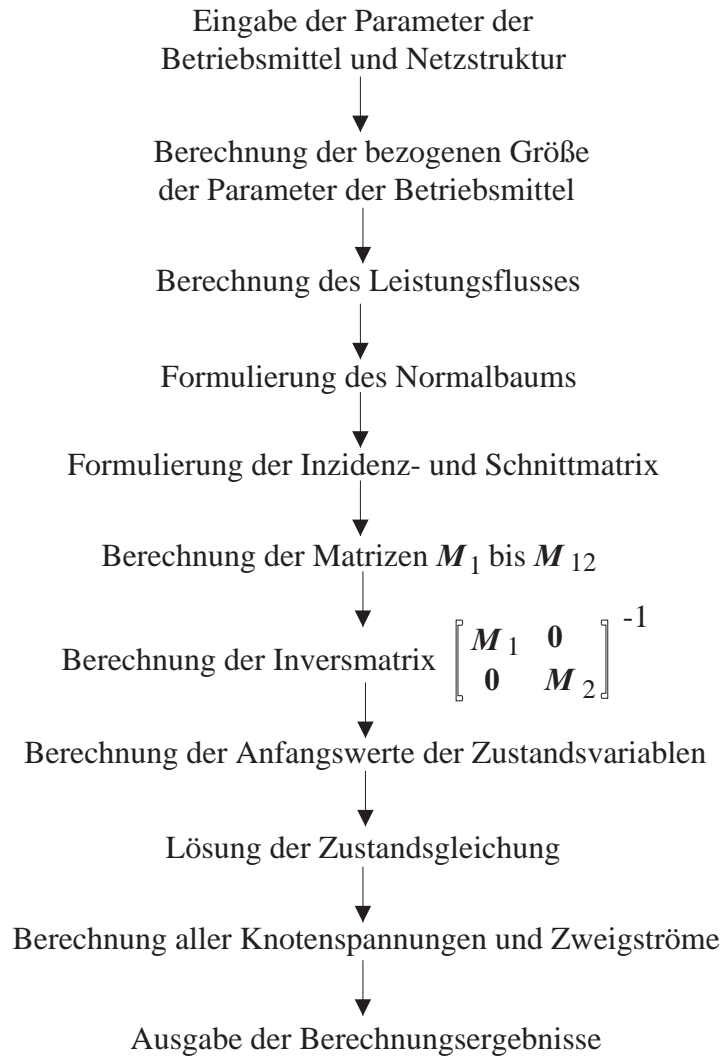 Eingabe der Parameter der
Betriebsmittel und Netzstruktur
Berechnung der bezogenen Größe
der Parameter der Betriebsmittel
Berechnung des Leistungsflusses
Formulierung des Normalbaums
Formulierung der Inzidenz- und Schnittmatrix
Berechnung der Matrizen M1 bis M12
Berechnung der Inversmatrix [M1 0
0 M2]-1
Berechnung der Anfangswerte der Zustandsvariablen
Lösung der Zustandsgleichung
Berechnung aller Knotenspannungen und Zweigströme
Ausgabe der Berechnungsergebnisse